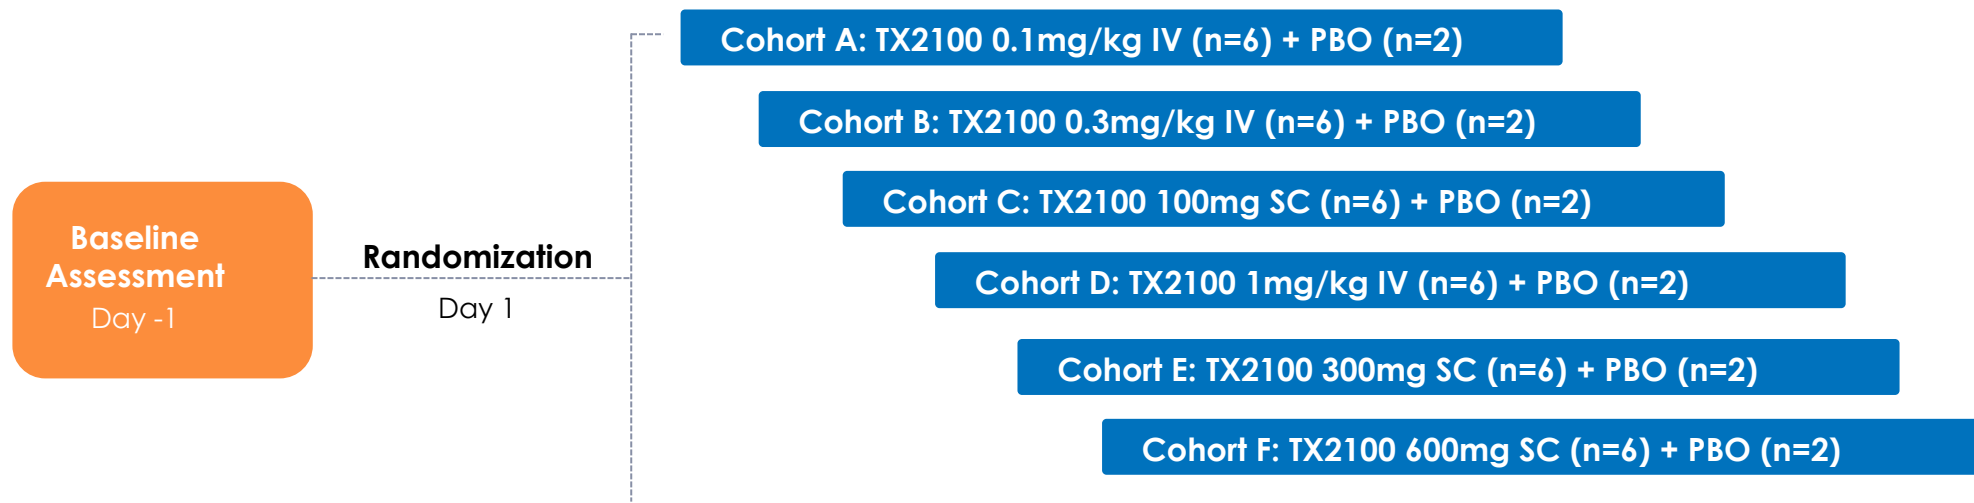 Cohort A: TX2100 0.1mg/kg IV (n=6) + PBO (n=2)
Cohort B: TX2100 0.3mg/kg IV (n=6) + PBO (n=2)
Cohort C: TX2100 100mg SC (n=6) + PBO (n=2)
Baseline
Assessment
Day -1
Randomization
Day 1
Cohort D: TX2100 1mg/kg IV (n=6) + PBO (n=2)
Cohort E: TX2100 300mg SC (n=6) + PBO (n=2)
Cohort F: TX2100 600mg SC (n=6) + PBO (n=2)